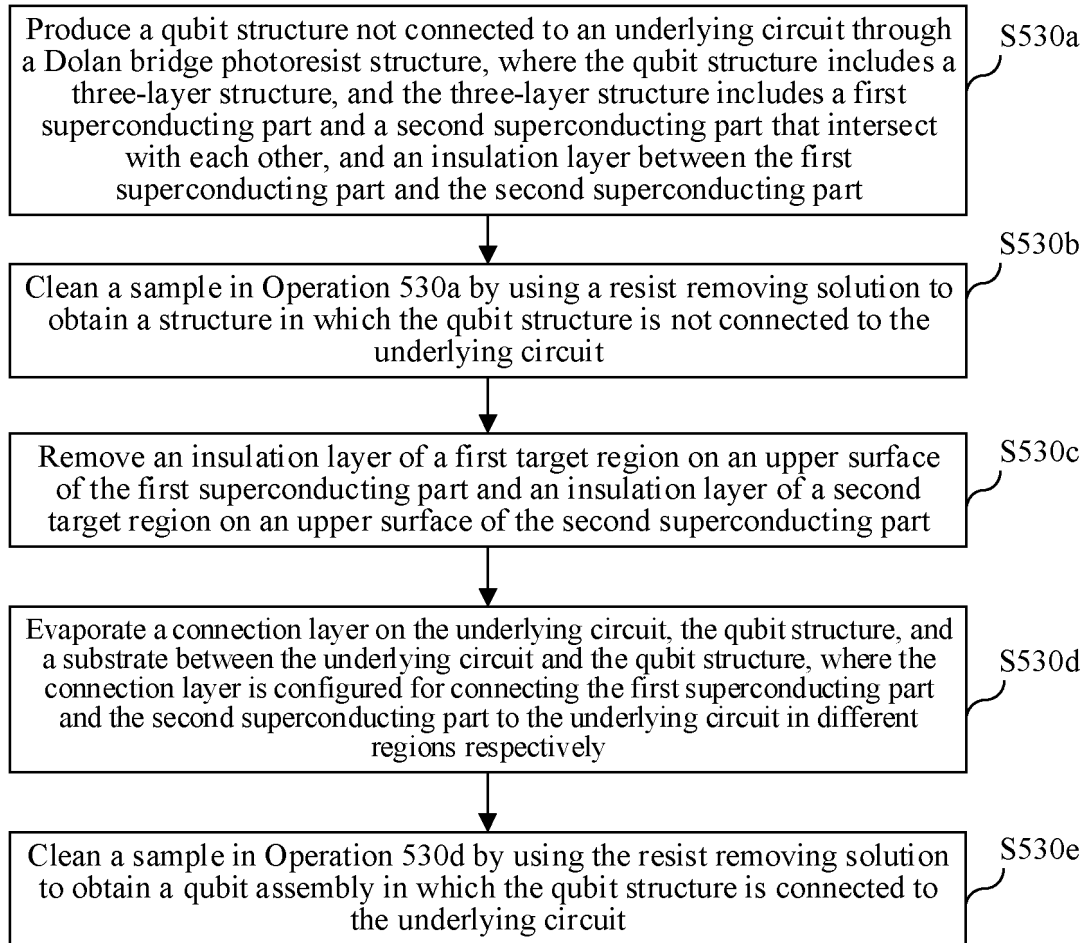 Produce a qubit structure not connected to an underlying circuit through
a Dolan bridge photoresist structure, where the qubit structure includes a
three-layer structure, and the three-layer structure includes a first
superconducting part and a second superconducting part that intersect
with each other, and an insulation layer between the first
superconducting part and the second superconducting part
S530a
Clean a sample in Operation 530a by using a resist removing solution to
obtain a structure in which the qubit structure is not connected to the
underlying circuit
S530b
Remove an insulation layer of a first target region on an upper surface
of the first superconducting part and an insulation layer of a second
target region on an upper surface of the second superconducting part
S530c
Evaporate a connection layer on the underlying circuit, the qubit structure, and
a substrate between the underlying circuit and the qubit structure, where the
connection layer is configured for connecting the first superconducting part
and the second superconducting part to the underlying circuit in different
regions respectively
S530d
Clean a sample in Operation 530d by using the resist removing solution
to obtain a qubit assembly in which the qubit structure is connected to
the underlying circuit
S530e